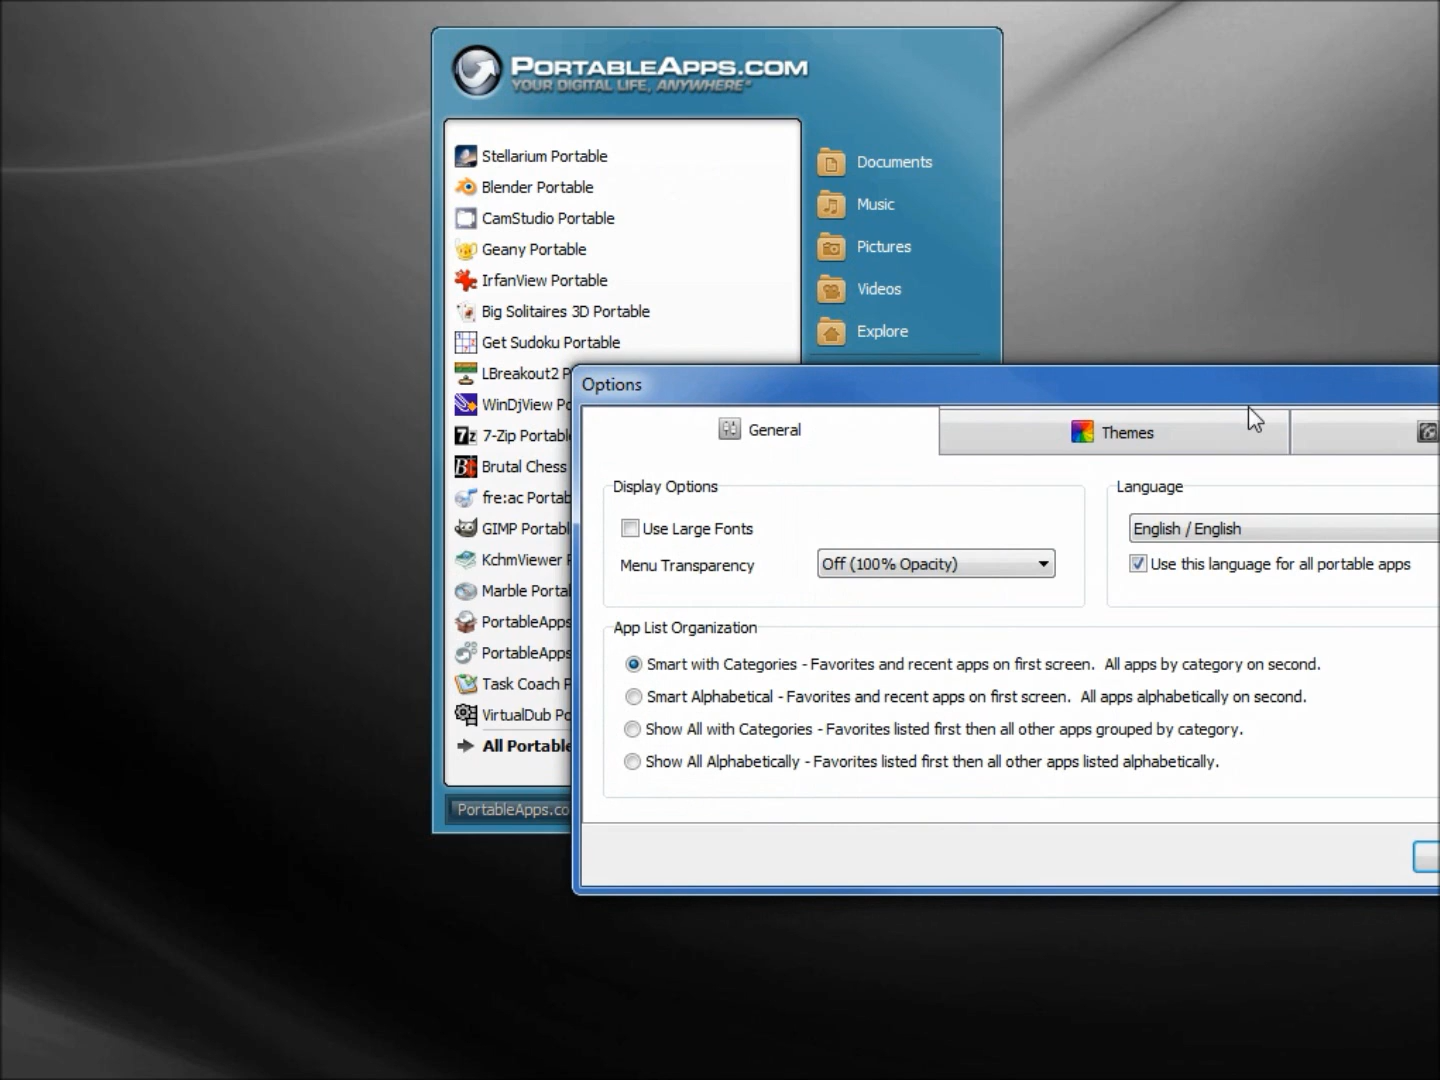 PORTABLEAPPS.COM
YOUR DIGITAL LIFE, ANYWHERE
Stellarium Portable
Blender Portable
CamStudio Portable
Geany Portable
IrfanView Portable
Big Solitaires 3D Portable
Get Sudoku Portable
LBreakout2 P
WinDjView Po
7-Zip Portabl
Brutal Chess
fre:ac Portab
GIMP Portabl
KchmViewer P
Marble Portal
PortableApps
PortableApps
Task Coach P
VirtualDub Po
All Portable
PortableApps.co
Documents
Music
Pictures
Videos
Explore
Options
General
Themes
Display Options
Use Large Fonts
Menu Transparency
Off (100% Opacity)
Language
English / English
Use this language for all portable apps
App List Organization
Smart with Categories - Favorites and recent apps on first screen. All apps by category on second.
Smart Alphabetical - Favorites and recent apps on first screen. All apps alphabetically on second.
Show All with Categories - Favorites listed first then all other apps grouped by category.
Show All Alphabetically - Favorites listed first then all other apps listed alphabetically.